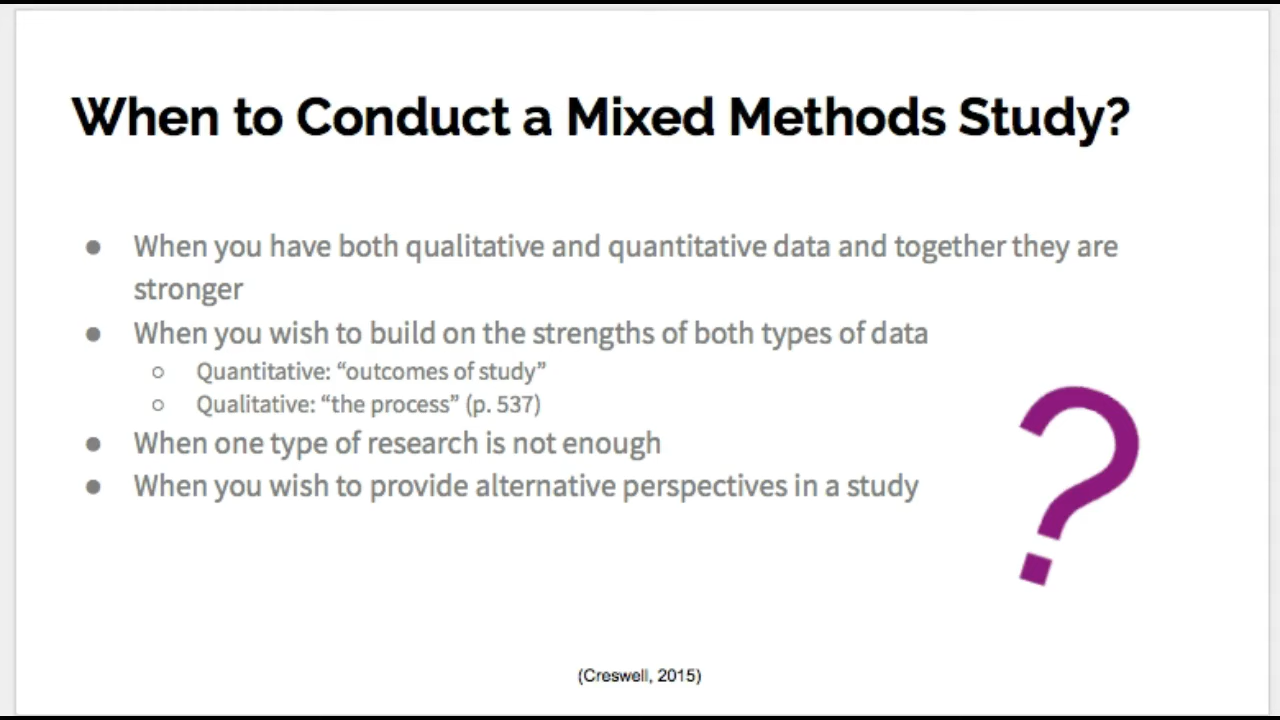 When to Conduct a Mixed Methods Study?
● When you have both qualitative and quantitative data and together they are
stronger
● When you wish to build on the strengths of both types of data
○ Quantitative: “outcomes of study”
○ Qualitative: “the process” (p. 537)
● When one type of research is not enough
● When you wish to provide alternative perspectives in a study
?
(Creswell, 2015)